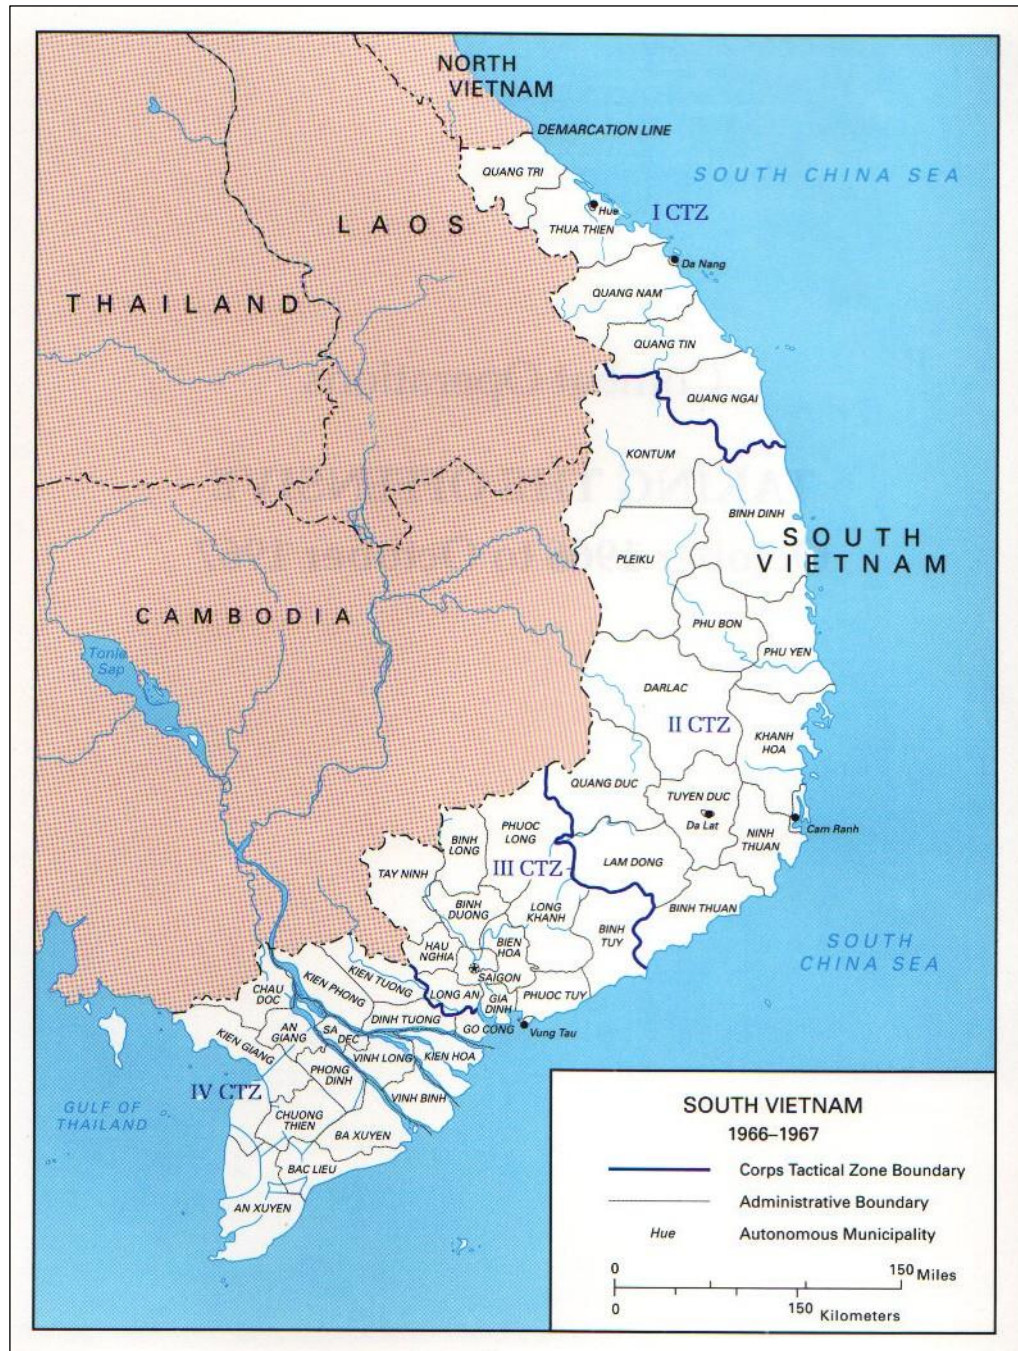 NORTH
VIETNAM
DEMARCATION LINE
QUANG TRI
SOUTH CHINA SEA
Hue
I CTZ
LAOS
THUA THIEN
Da Nang
THAILAND
QUANG NAM
QUANG TIN
QUANG NGAI
KONTUM
BINH DINH
SOUTH
VIETNAM
PLEIKU
CAMBODIA
PHU BON
PHU YEN
Tonle
Sap
DARLAC
II CTZ
KHANH
HOA
QUANG DUC
TUYEN DUC
Da Lat
Cam Ranh
NINH
THUAN
PHUOC
LONG
BINH
LONG
III CTZ
LAM DONG
TAY NINH
BINH
DUONG
LONG
KHANH
BINH THUAN
BINH
TUY
HAU
NGHIA
BIEN
HOA
SAIGON
SOUTH
CHINA SEA
KIEN TUONG
KIEN PHONG
CHAU
DOC
LONG AN
GIA
DINH
PHUOC TUY
DINH TUONG
GO CONG
Vung Tau
AN
GIANG
SA
DEC
KIEN GIANG
VINH LONG
KIEN HOA
PHONG
DINH
IV CTZ
VINH BINH
GULF OF
THAILAND
CHUONG
THIEN
BA XUYEN
BAC LIEU
AN XUYEN
SOUTH VIETNAM
1966–1967
Corps Tactical Zone Boundary
Administrative Boundary
Hue Autonomous Municipality
0 150 Miles
0 150 Kilometers